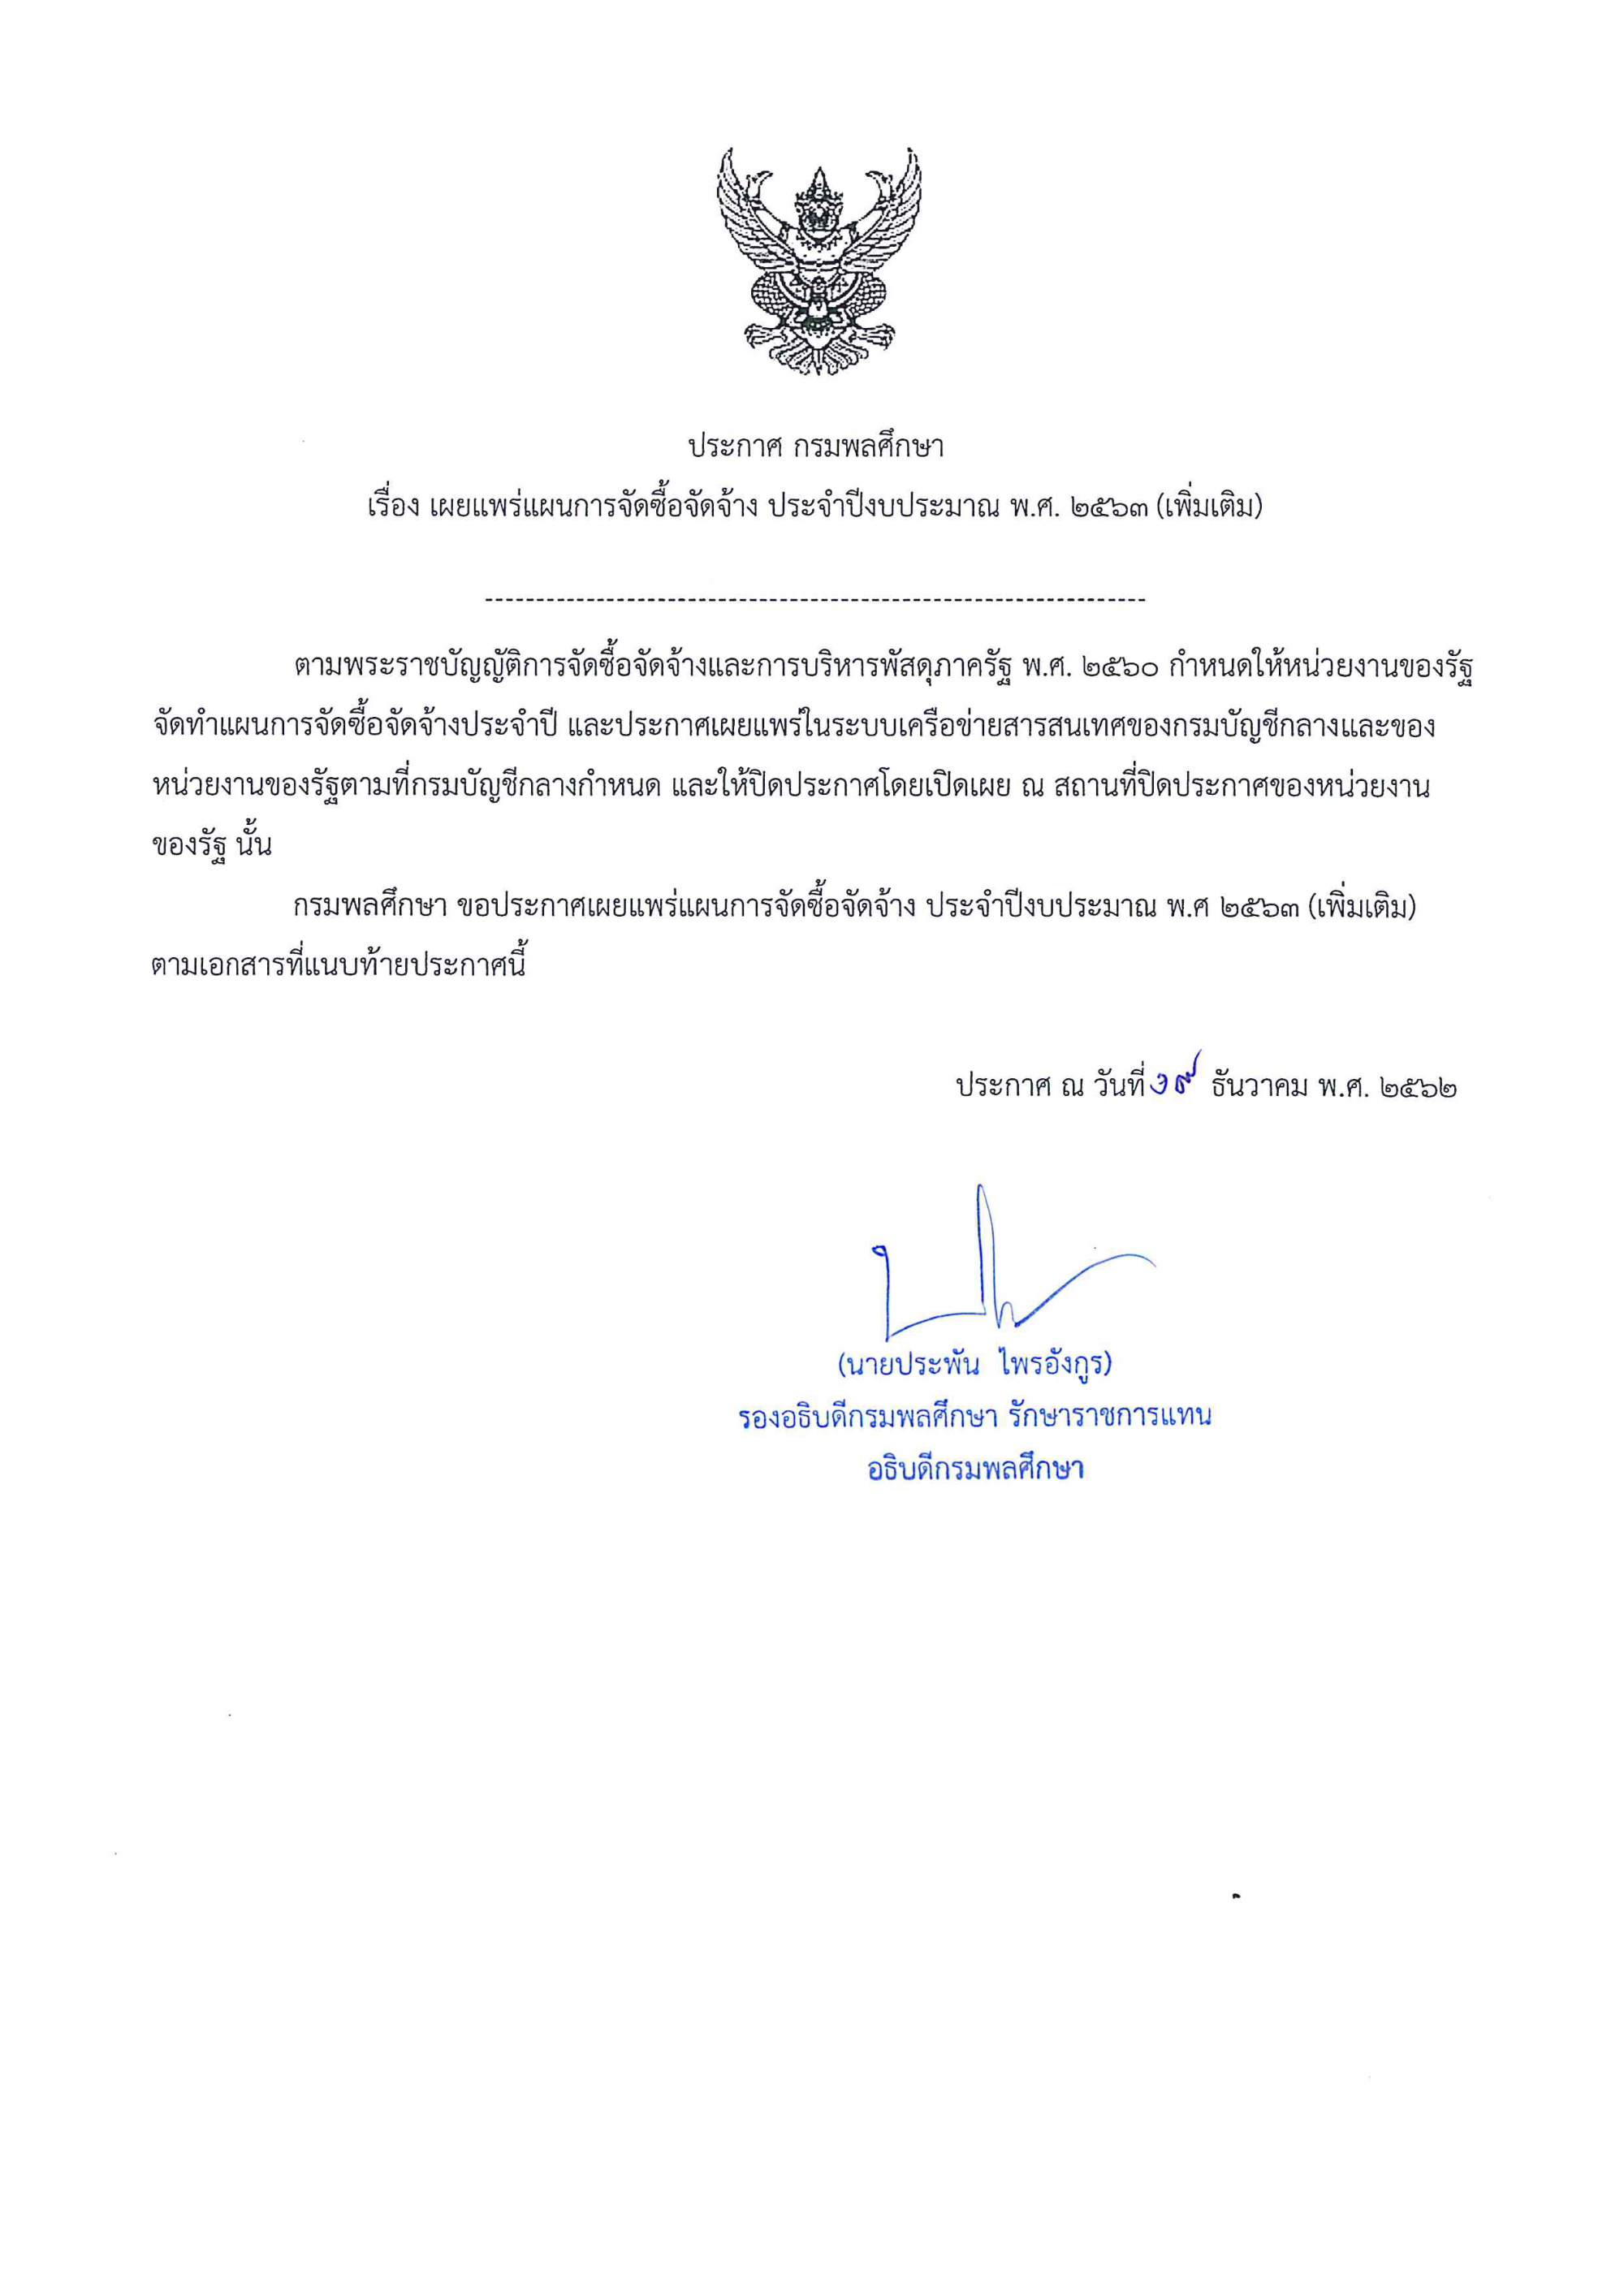 ประกาศ กรมพลศึกษา
เรื่อง เผยแพร่แผนการจัดซื้อจัดจ้าง ประจำปีงบประมาณ พ.ศ. ๒๕๖๓ (เพิ่มเติม)
ตามพระราชบัญญัติการจัดซื้อจัดจ้างและการบริหารพัสดุภาครัฐ พ.ศ. ๒๕๖๐ กำหนดให้หน่วยงานของรัฐ
จัดทำแผนการจัดซื้อจัดจ้างประจำปี และประกาศเผยแพร่ในระบบเครือข่ายสารสนเทศของกรมบัญชีกลางและของ
หน่วยงานของรัฐตามที่กรมบัญชีกลางกำหนด และให้ปิดประกาศโดยเปิดเผย ณ สถานที่ปิดประกาศของหน่วยงาน
ของรัฐ นั้น
กรมพลศึกษา ขอประกาศเผยแพร่แผนการจัดซื้อจัดจ้าง ประจำปีงบประมาณ พ.ศ ๒๕๖๓ (เพิ่มเติม)
ตามเอกสารที่แนบท้ายประกาศนี้
ประกาศ ณ วันที่ ๑๙ ธันวาคม พ.ศ. ๒๕๖๒
(นายประพัน ไพรอังกูร)
รองอธิบดีกรมพลศึกษา รักษาราชการแทน
อธิบดีกรมพลศึกษา